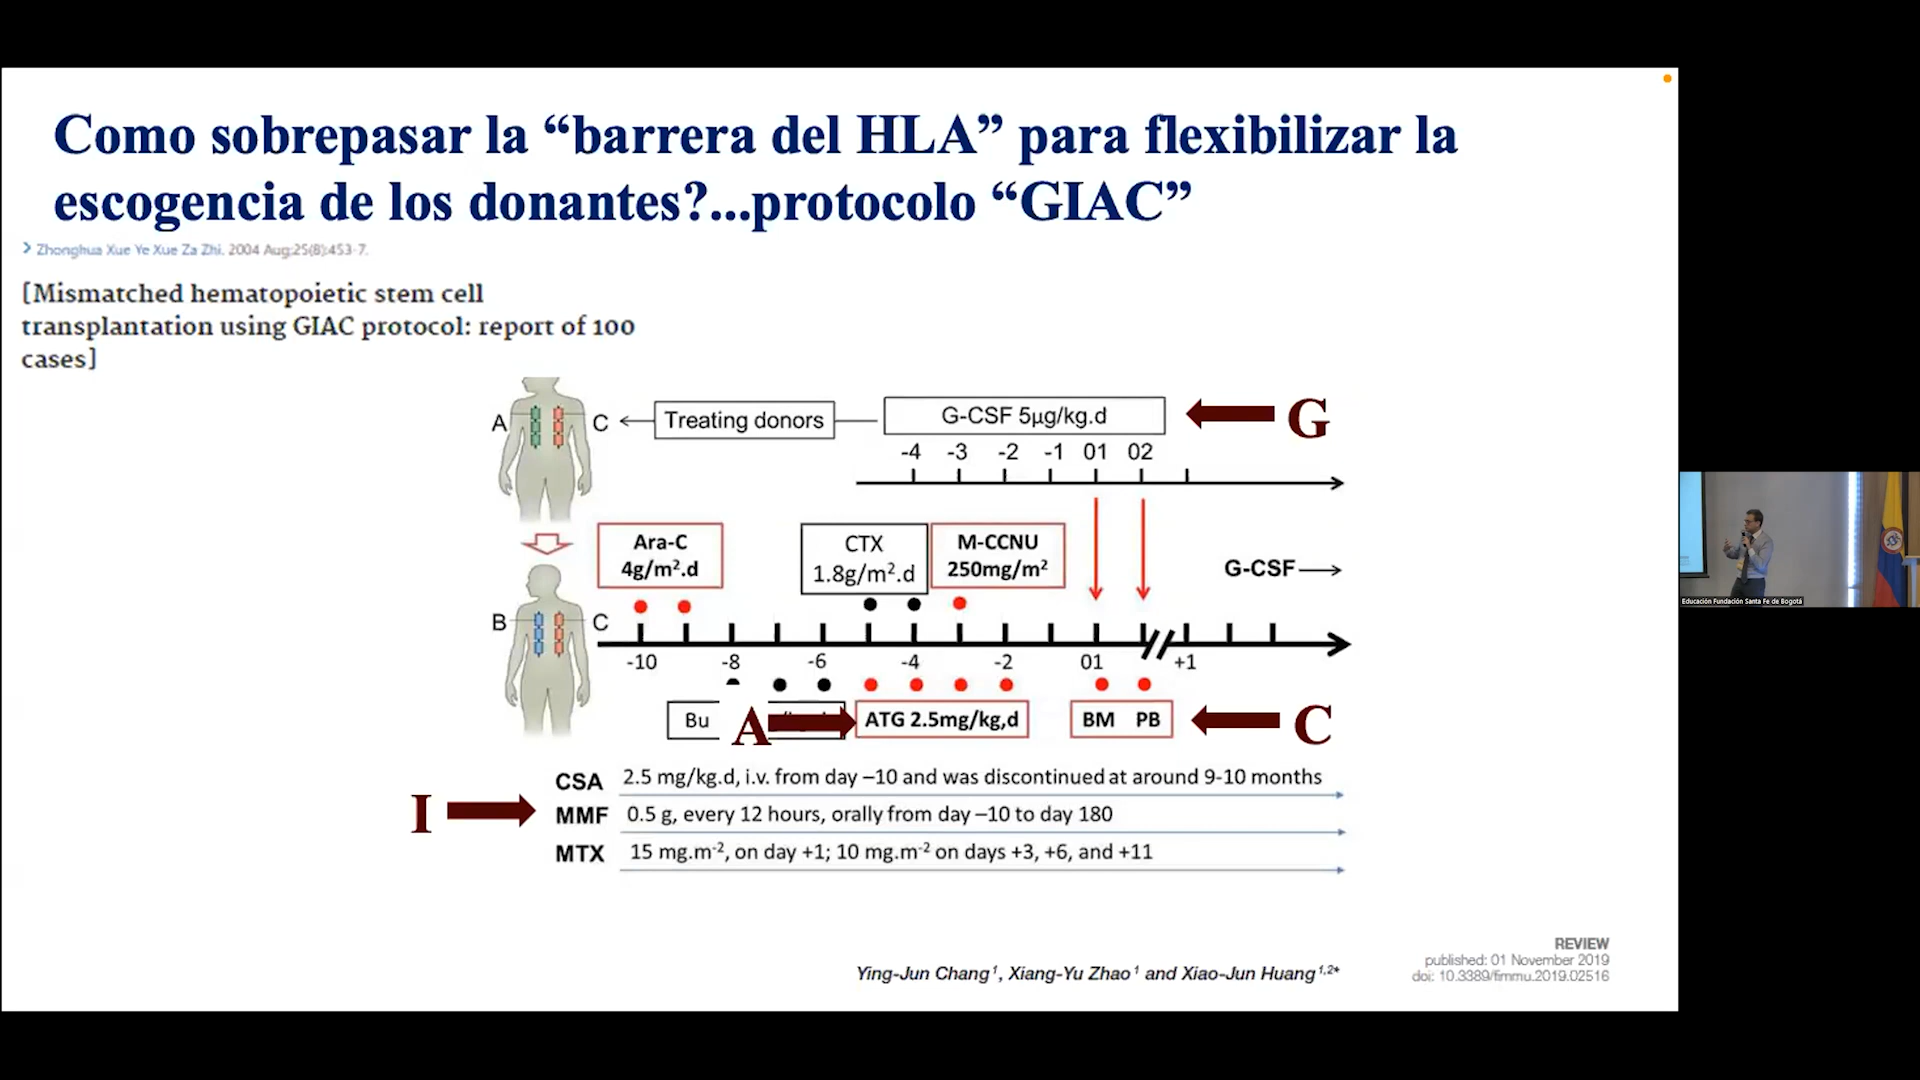 Como sobrepasar la “barrera del HLA” para flexibilizar la
escogencia de los donantes?...protocolo “GIAC”
Zhonghua Xue Ye Xue Za Zhi. 2004 Aug;25(8):453-7.
[Mismatched hematopoietic stem cell
transplantation using GIAC protocol: report of 100
cases]
A C Treating donors G-CSF 5µg/kg.d G
-4 -3 -2 -1 01 02
Ara-C
4g/m².d
CTX
1.8g/m².d
M-CCNU
250mg/m²
G-CSF
B C
-10 -8 -6 -4 -2 01 +1
Bu A ATG 2.5mg/kg,d BM PB C
CSA 2.5 mg/kg.d, i.v. from day –10 and was discontinued at around 9-10 months
I
MMF 0.5 g, every 12 hours, orally from day –10 to day 180
MTX 15 mg.m⁻², on day +1; 10 mg.m⁻² on days +3, +6, and +11
REVIEW
published: 01 November 2019
doi: 10.3389/fimmu.2019.02516
Ying-Jun Chang¹, Xiang-Yu Zhao¹ and Xiao-Jun Huang¹,²*
Educación Fundación Santa Fe de Bogotá